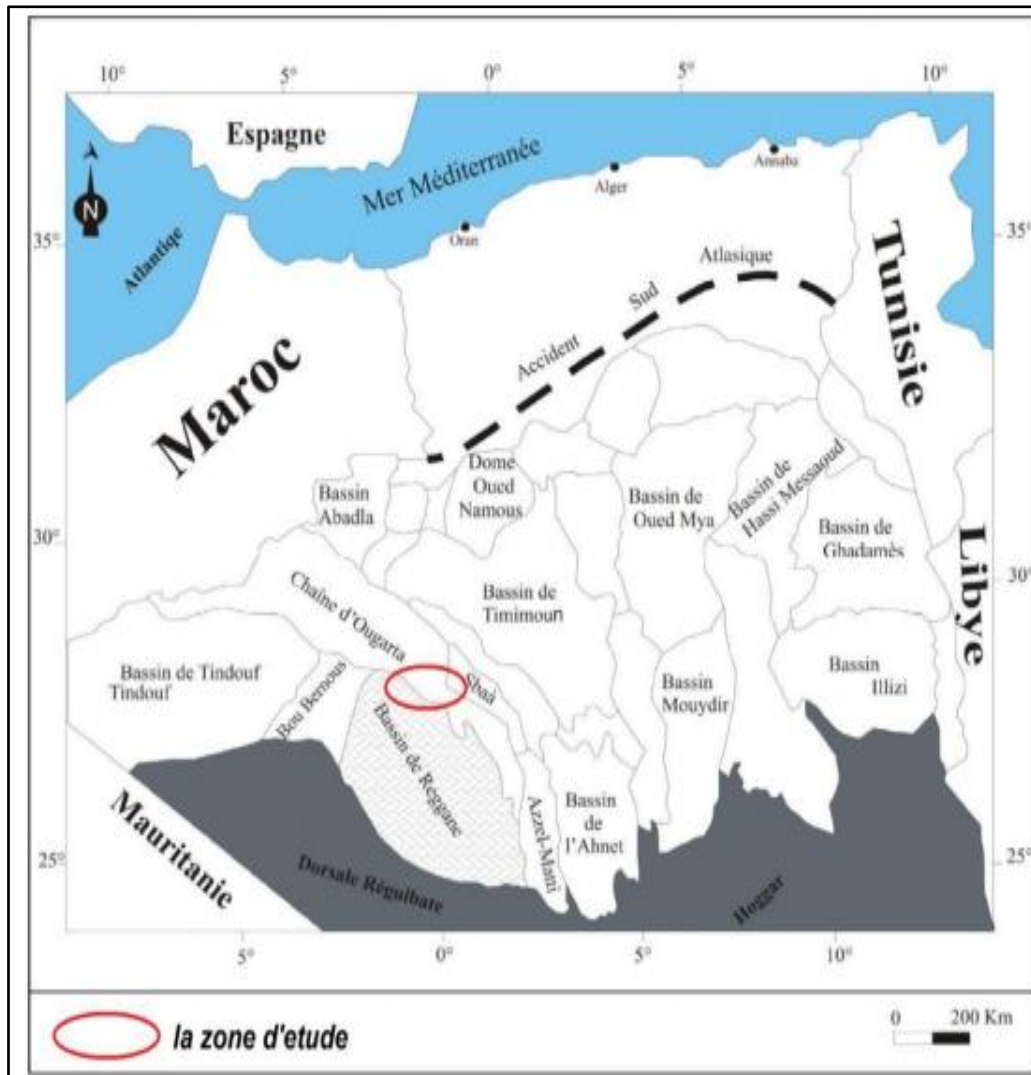 10°
5°
0°
5°
10°
Espagne
Mer Méditerranée
Annaba
Alger
Oran
Atlantiqe
N
35°
35°
Atlasique
Sud
Accident
Tunisie
Maroc
Dome
Oued
Namous
Bassin
Abadla
Bassin de
Oued Mya
Bassin de
Hassi Messaoud
Bassin de
Ghadamès
Libye
30°
30°
Bassin de
Timimoun
Chaîne d'Ougarta
Sbaà
Bassin de Tindouf
Tindouf
Bou Bernous
Bassin de Reggane
Bassin
Mouydir
Bassin
Illizi
Azzel-Matti
Bassin
de
l'Ahnet
Mauritanie
25°
25°
Dorsale Réguibate
Hoggar
5°
0°
5°
10°
la zone d'etude
0 200 Km